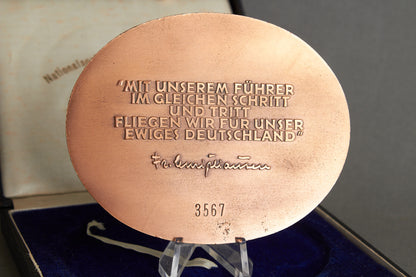 "MIT UNSEREM FÜHRER
IM GLEICHEN SCHRITT
UND TRITT
FLIEGEN WIR FÜR UNSER
EWIGES DEUTSCHLAND"
3567